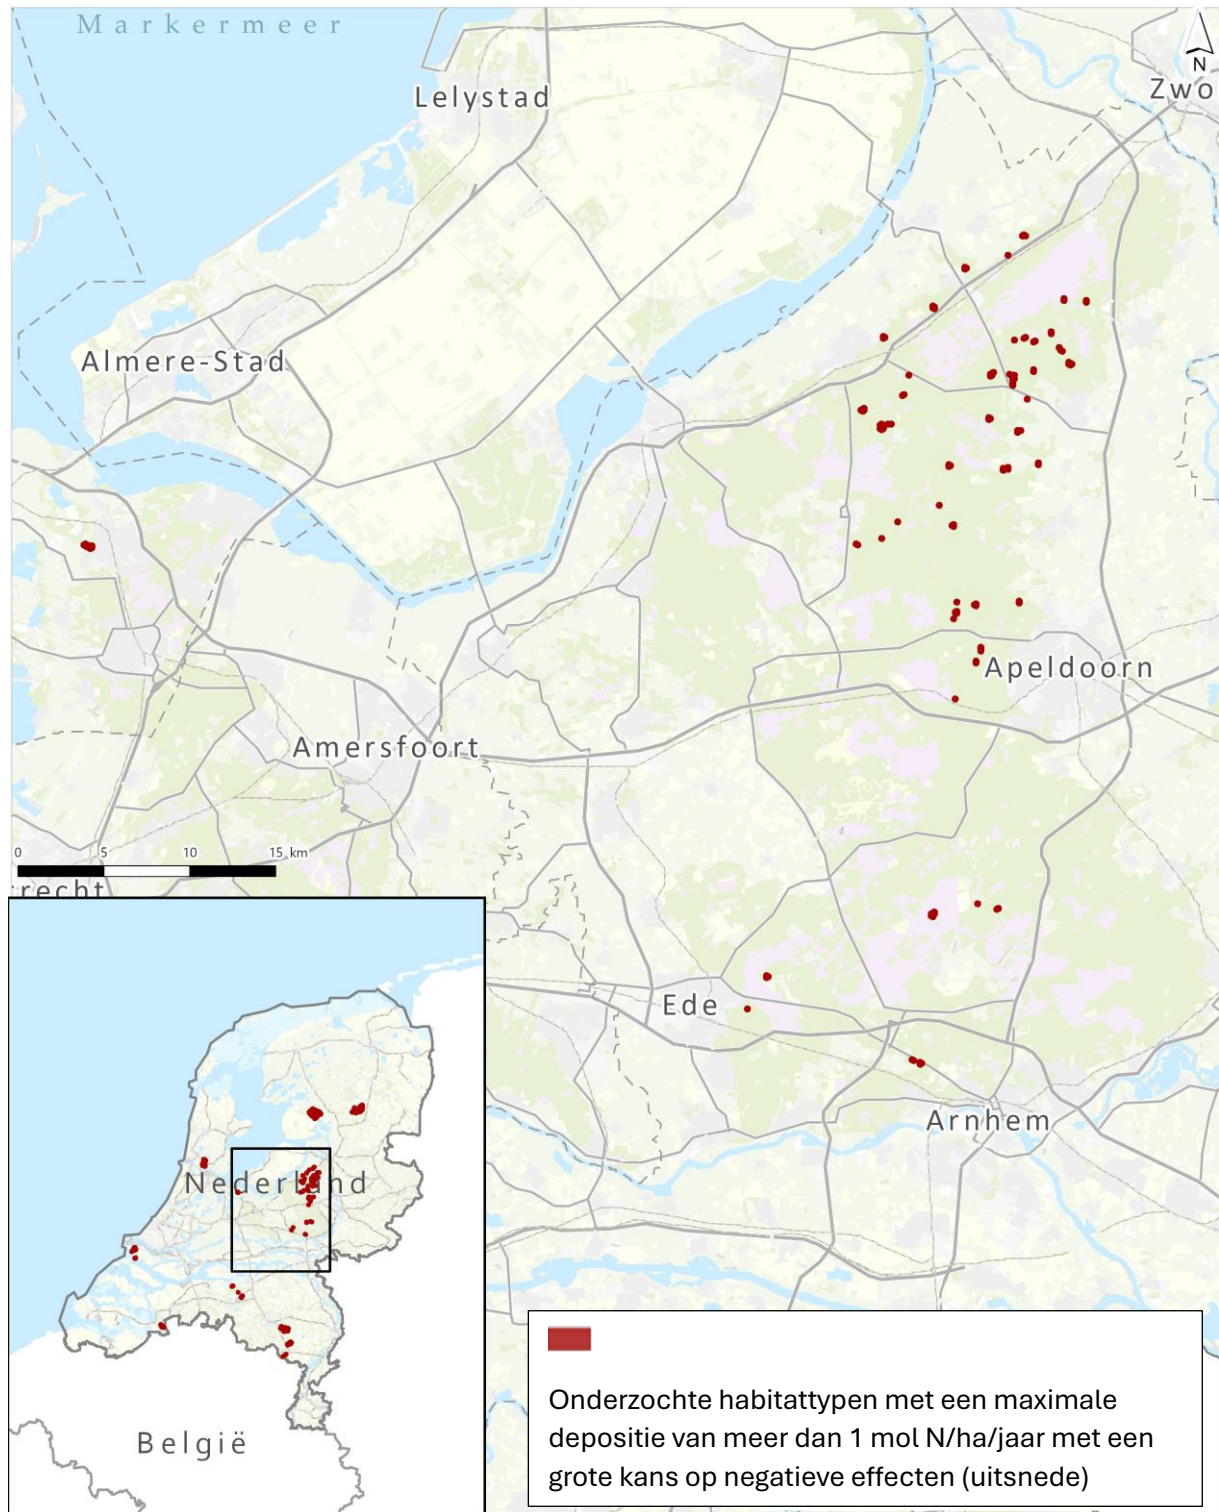 Markermeer
N
Lelystad
Zwo
Almere-Stad
Apeldoorn
Amersfoort
0 5 10 15 km
rrecht
Ede
Arnhem
Nederland
België
Onderzochte habitattypen met een maximale
depositie van meer dan 1 mol N/ha/jaar met een
grote kans op negatieve effecten (uitsnede)